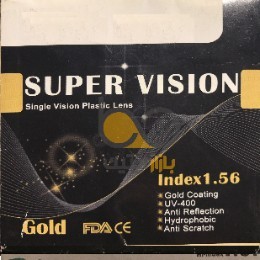 SUPER VISION
Single Vision Plastic Lens
بازار
Index1.56
Gold Coating
UV-400
Anti Reflection
Hydrophobic
Anti Scratch
Gold FDA CE